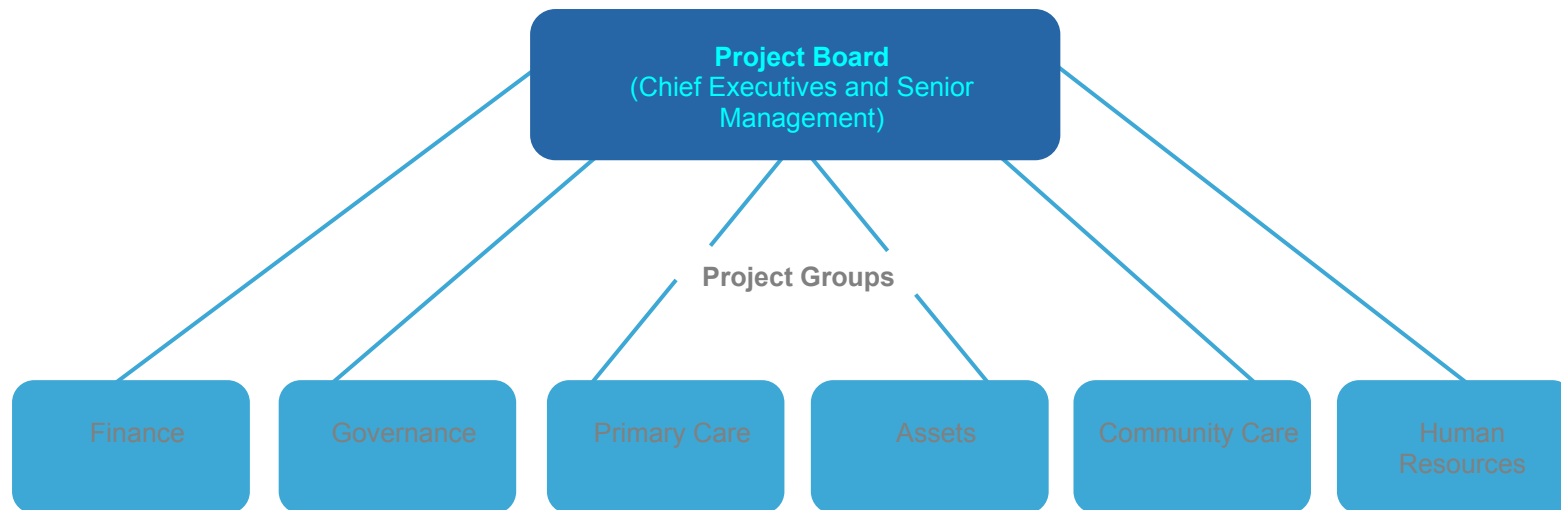 Project Board
(Chief Executives and Senior
Management)
Project Groups
Finance
Governance
Primary Care
Assets
Community Care
Human
Resources